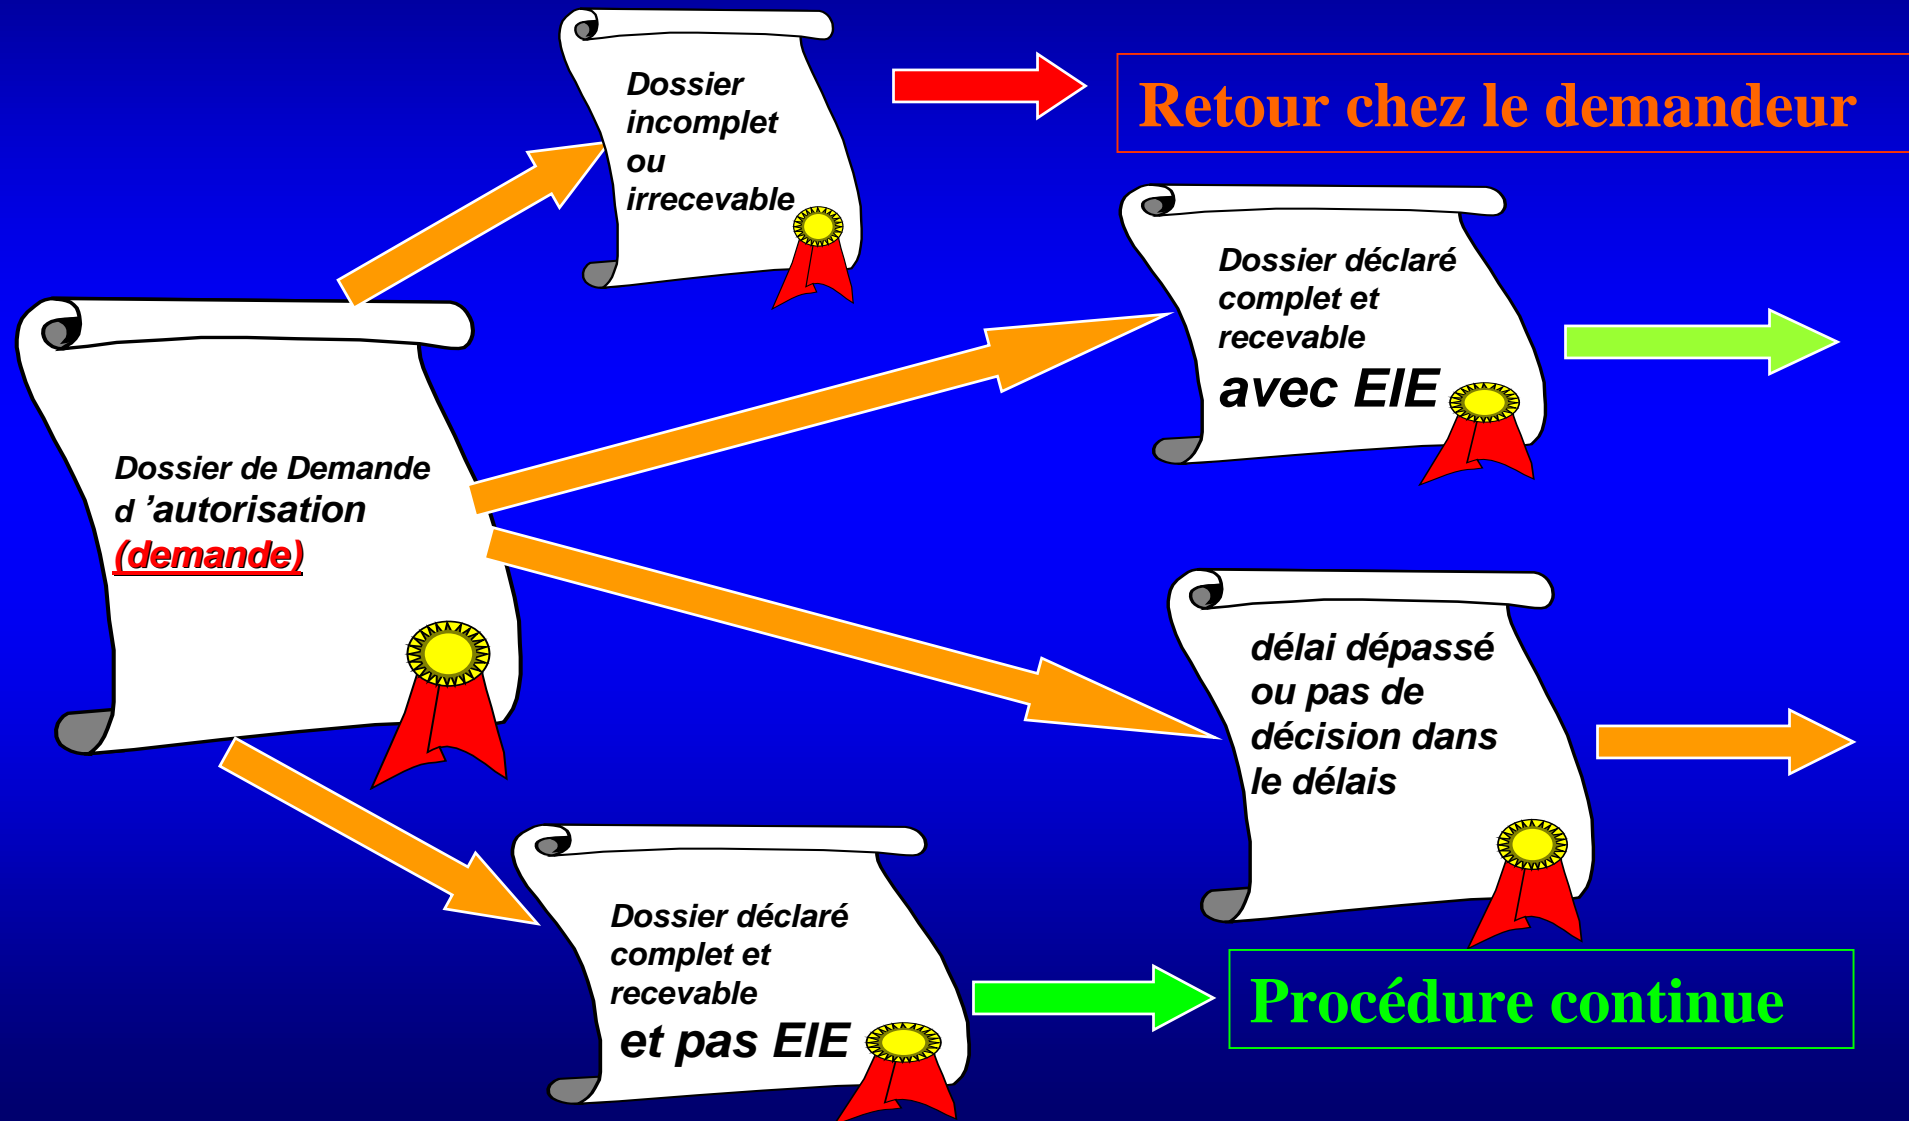 Dossier
incomplet
ou
irrecevable
Retour chez le demandeur
Dossier déclaré
complet et
recevable
avec EIE
Dossier de Demande
d ’autorisation
(demande)
délai dépassé
ou pas de
décision dans
le délais
Dossier déclaré
complet et
recevable
et pas EIE
Procédure continue